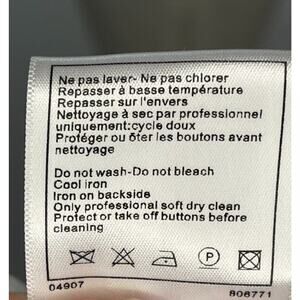 Ne pas laver- Ne pas chlorer
Repasser à basse température
Repasser sur l'envers
Nettoyage à sec par professionnel
uniquement:cycle doux
Protéger ou ôter les boutons avant
nettoyage
Do not wash-Do not bleach
Cool iron
Iron on backside
Only professional soft dry clean
Protect or take off buttons before
cleaning
P
04907 806771